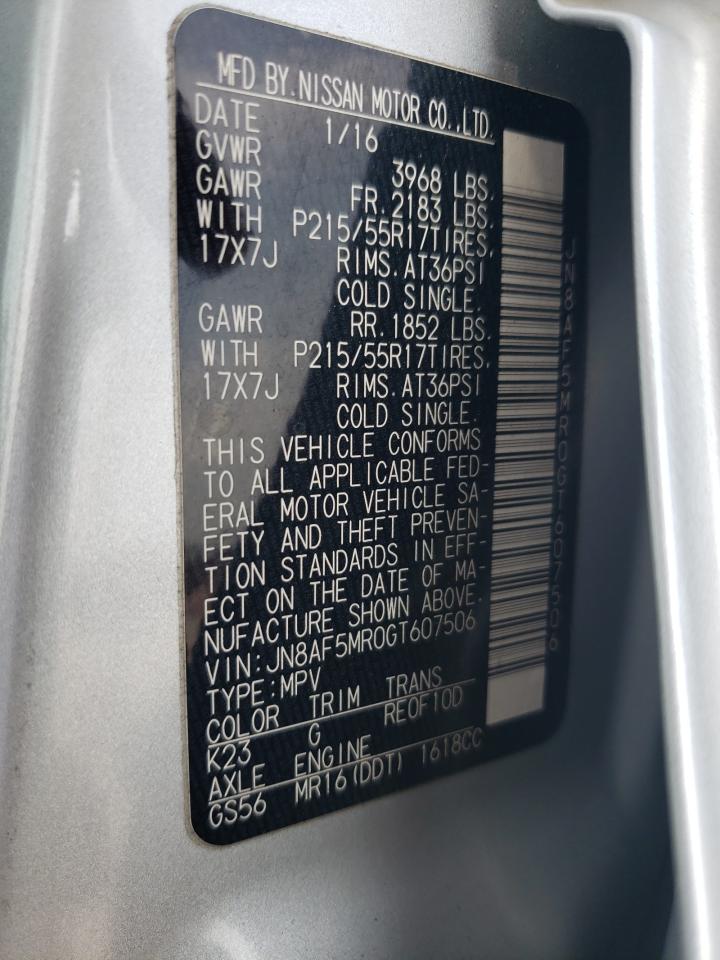 MFD BY. NISSAN MOTOR CO., LTD.
DATE 1/16
GVWR 3968 LBS.
GAWR FR. 2183 LBS.
WITH P215/55R17TIRES.
17X7J RIMS. AT36PSI
COLD SINGLE.
GAWR RR. 1852 LBS.
WITH P215/55R17TIRES.
17X7J RIMS. AT36PSI
COLD SINGLE.
THIS VEHICLE CONFORMS
TO ALL APPLICABLE FED-
ERAL MOTOR VEHICLE SA-
FETY AND THEFT PREVEN-
TION STANDARDS IN EFF-
ECT ON THE DATE OF MA-
NUFACTURE SHOWN ABOVE.
VIN:JN8AF5MR0GT607506
TYPE:MPV
COLOR TRIM TRANS
K23 G RE0F10D
AXLE ENGINE
GS56 MR16(DDT) 1618CC
JN8AF5MR0GT607506